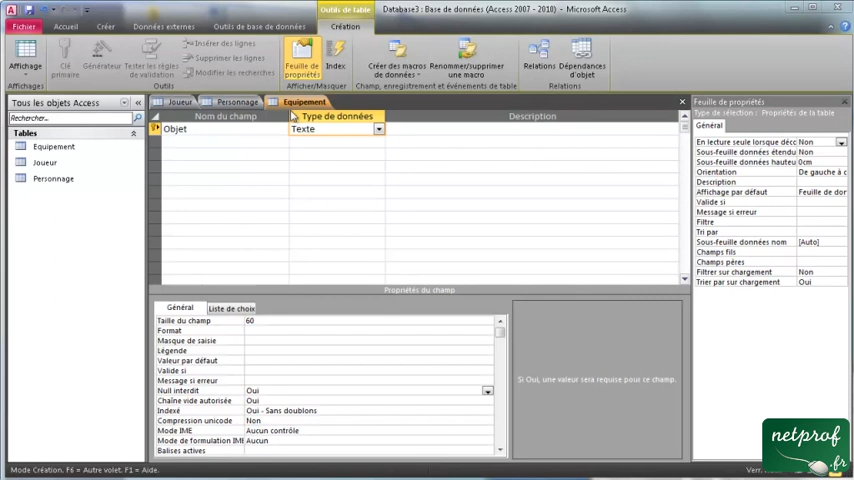 Outils de table
Database3 : Base de données (Access 2007 - 2010) - Microsoft Access
Fichier Accueil Créer Données externes Outils de base de données Création
Affichage
Clé primaire
Générateur
Tester les règles de validation
Insérer des lignes
Supprimer les lignes
Modifier les recherches
Outils
Feuille de propriétés
Index
Afficher/Masquer
Créer des macros de données
Renommer/supprimer une macro
Champ, enregistrement et événements de table
Relations
Dépendances d'objet
Relations
Tous les objets Access
Rechercher...
Tables
Equipement
Joueur
Personnage
Joueur Personnage Equipement
Nom du champ Type de données Description
Objet Texte
Propriétés du champ
Général Liste de choix
Taille du champ 60
Format
Masque de saisie
Légende
Valeur par défaut
Valide si
Message si erreur
Null interdit Oui
Chaîne vide autorisée Oui
Indexé Oui - Sans doublons
Compression unicode Non
Mode IME Aucun contrôle
Mode de formulation IME Aucun
Balises actives
Si Oui, une valeur sera requise pour ce champ.
Feuille de propriétés
Type de sélection : Propriétés de la table
Général
En lecture seule lorsque déco Non
Sous-feuille données étendu Non
Sous-feuille données hauteur 0cm
Orientation De gauche à d
Description
Affichage par défaut Feuille de don
Valide si
Message si erreur
Filtre
Tri par
Sous-feuille données nom [Auto]
Champs fils
Champs pères
Filtrer sur chargement Non
Trier par sur chargement Oui
Mode Création. F6 = Autre volet. F1 = Aide.
Verr.
netprof
.fr